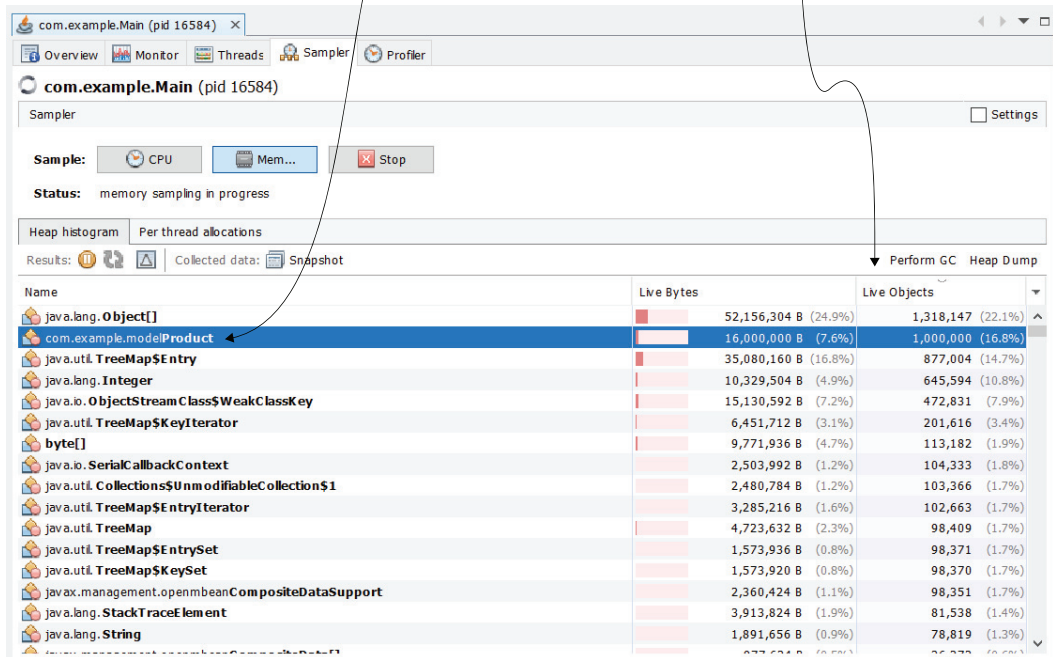 com.example.Main (pid 16584) ×
Overview Monitor Threads Sampler Profiler
com.example.Main (pid 16584)
Sampler Settings
Sample: CPU Mem... Stop
Status: memory sampling in progress
Heap histogram Per thread allocations
Results: Collected data: Snapshot Perform GC Heap Dump
Name Live Bytes Live Objects
java.lang.Object[] 52,156,304 B (24.9%) 1,318,147 (22.1%)
com.example.modelProduct 16,000,000 B (7.6%) 1,000,000 (16.8%)
java.util.TreeMap$Entry 35,080,160 B (16.8%) 877,004 (14.7%)
java.lang.Integer 10,329,504 B (4.9%) 645,594 (10.8%)
java.io.ObjectStreamClass$WeakClassKey 15,130,592 B (7.2%) 472,831 (7.9%)
java.util.TreeMap$KeyIterator 6,451,712 B (3.1%) 201,616 (3.4%)
byte[] 9,771,936 B (4.7%) 113,182 (1.9%)
java.io.SerialCallbackContext 2,503,992 B (1.2%) 104,333 (1.8%)
java.util.Collections$UnmodifiableCollection$1 2,480,784 B (1.2%) 103,366 (1.7%)
java.util.TreeMap$EntryIterator 3,285,216 B (1.6%) 102,663 (1.7%)
java.util.TreeMap 4,723,632 B (2.3%) 98,409 (1.7%)
java.util.TreeMap$EntrySet 1,573,936 B (0.8%) 98,371 (1.7%)
java.util.TreeMap$KeySet 1,573,920 B (0.8%) 98,370 (1.7%)
javax.management.openmbeanCompositeDataSupport 2,360,424 B (1.1%) 98,351 (1.7%)
java.lang.StackTraceElement 3,913,824 B (1.9%) 81,538 (1.4%)
java.lang.String 1,891,656 B (0.9%) 78,819 (1.3%)